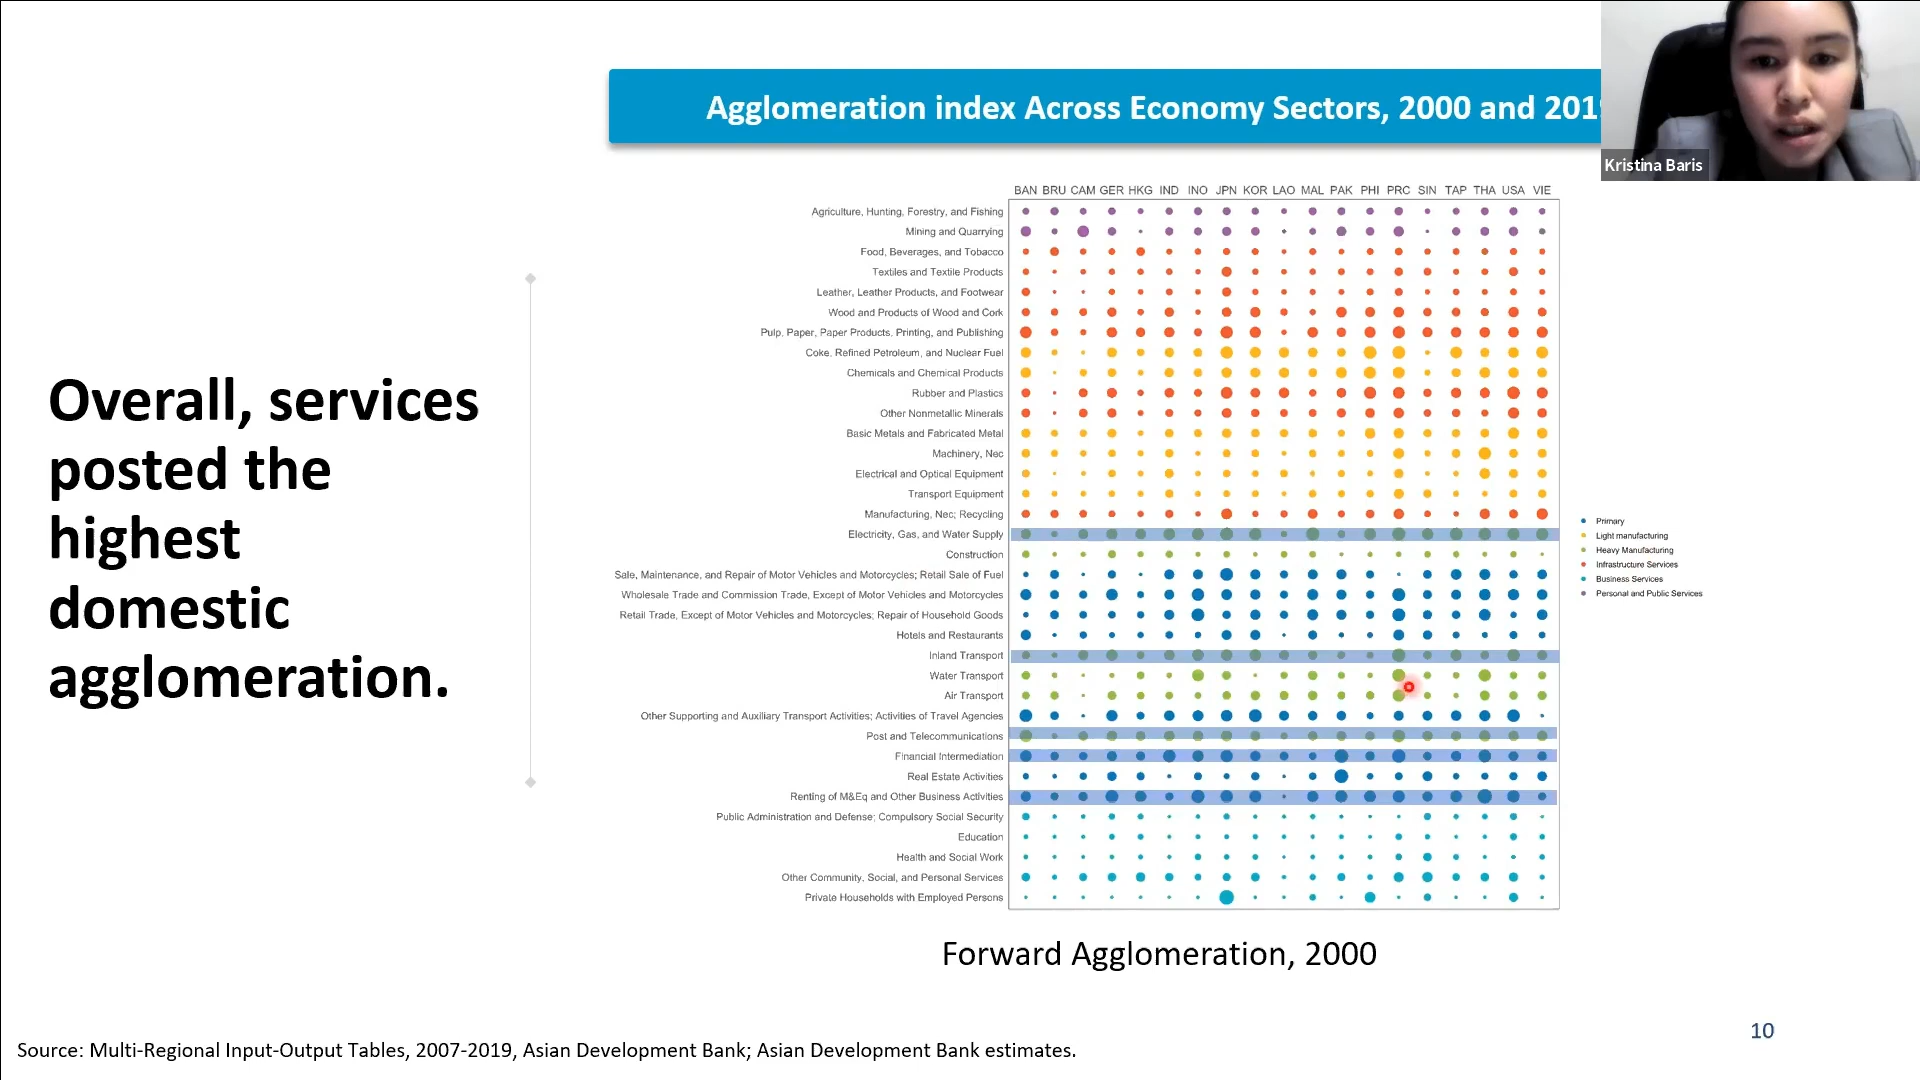 Agglomeration index Across Economy Sectors, 2000 and 201
Kristina Baris
Overall, services
posted the
highest
domestic
agglomeration.
BAN BRU CAM GER HKG IND INO JPN KOR LAO MAL PAK PHI PRC SIN TAP THA USA VIE
Agriculture, Hunting, Forestry, and Fishing
Mining and Quarrying
Food, Beverages, and Tobacco
Textiles and Textile Products
Leather, Leather Products, and Footwear
Wood and Products of Wood and Cork
Pulp, Paper, Paper Products, Printing, and Publishing
Coke, Refined Petroleum, and Nuclear Fuel
Chemicals and Chemical Products
Rubber and Plastics
Other Nonmetallic Minerals
Basic Metals and Fabricated Metal
Machinery, Nec
Electrical and Optical Equipment
Transport Equipment
Manufacturing, Nec; Recycling
Electricity, Gas, and Water Supply
Construction
Sale, Maintenance, and Repair of Motor Vehicles and Motorcycles; Retail Sale of Fuel
Wholesale Trade and Commission Trade, Except of Motor Vehicles and Motorcycles
Retail Trade, Except of Motor Vehicles and Motorcycles; Repair of Household Goods
Hotels and Restaurants
Inland Transport
Water Transport
Air Transport
Other Supporting and Auxiliary Transport Activities; Activities of Travel Agencies
Post and Telecommunications
Financial Intermediation
Real Estate Activities
Renting of M&Eq and Other Business Activities
Public Administration and Defense; Compulsory Social Security
Education
Health and Social Work
Other Community, Social, and Personal Services
Private Households with Employed Persons
Primary
Light manufacturing
Heavy Manufacturing
Infrastructure Services
Business Services
Personal and Public Services
Forward Agglomeration, 2000
10
Source: Multi-Regional Input-Output Tables, 2007-2019, Asian Development Bank; Asian Development Bank estimates.